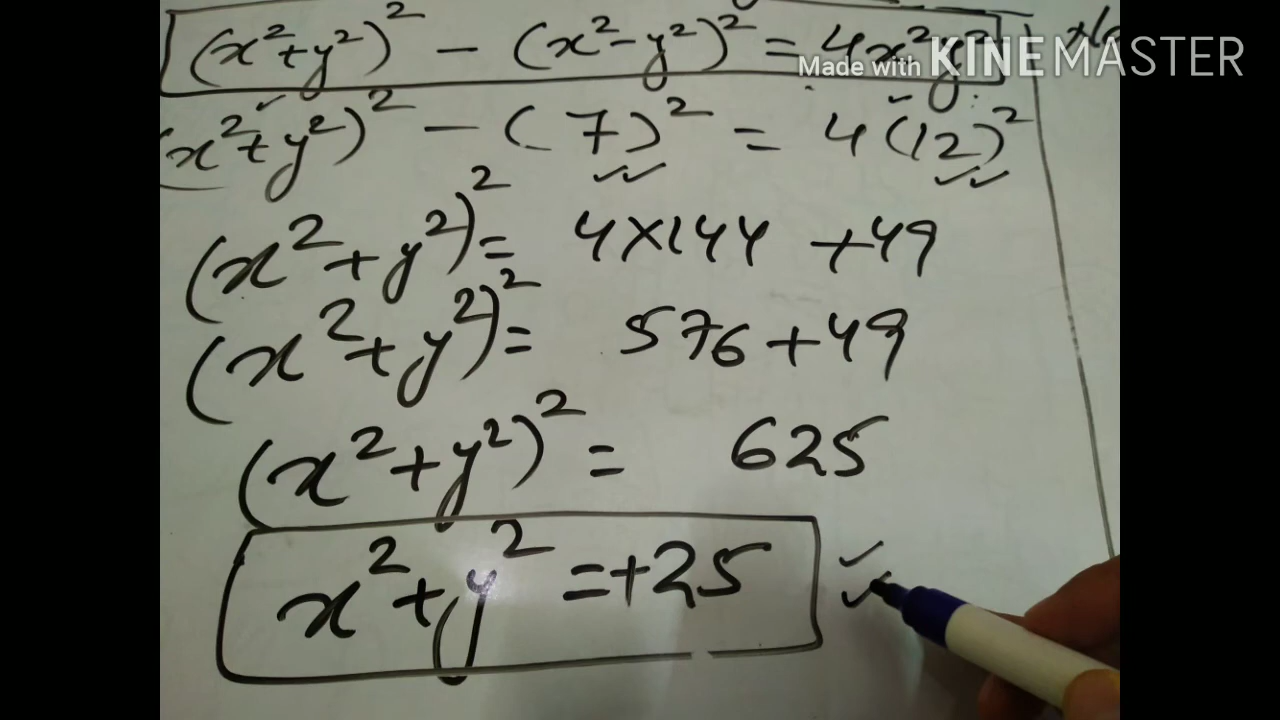 (x²+y²)² - (x²-y²)² = 4x²y²
Made with KINEMASTER
(x²+y²)² - (7)² = 4(12)²
(x²+y²)² = 4×144 +49
(x²+y²)² = 576+49
(x²+y²)² = 625
x²+y² =+25